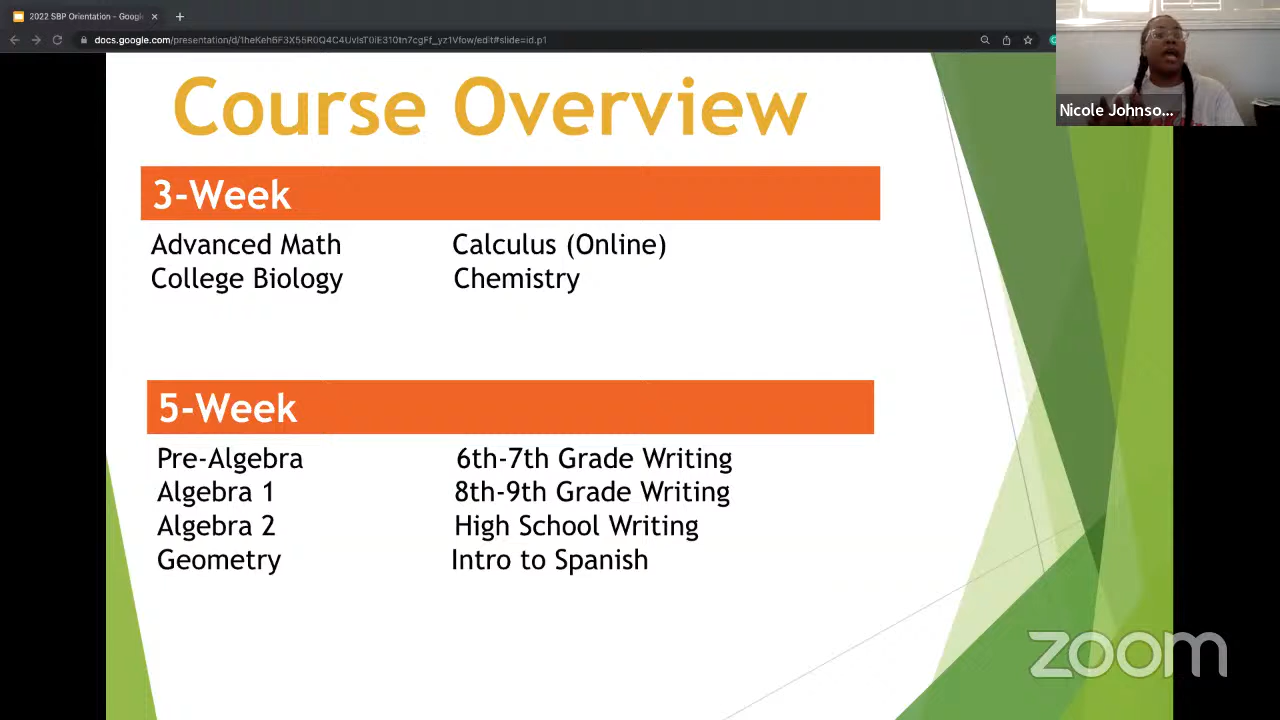 2022 SBP Orientation - Google
docs.google.com/presentation/d/
Nicole Johnso...
Course Overview
3-Week
Advanced Math Calculus (Online)
College Biology Chemistry
5-Week
Pre-Algebra 6th-7th Grade Writing
Algebra 1 8th-9th Grade Writing
Algebra 2 High School Writing
Geometry Intro to Spanish
zoom